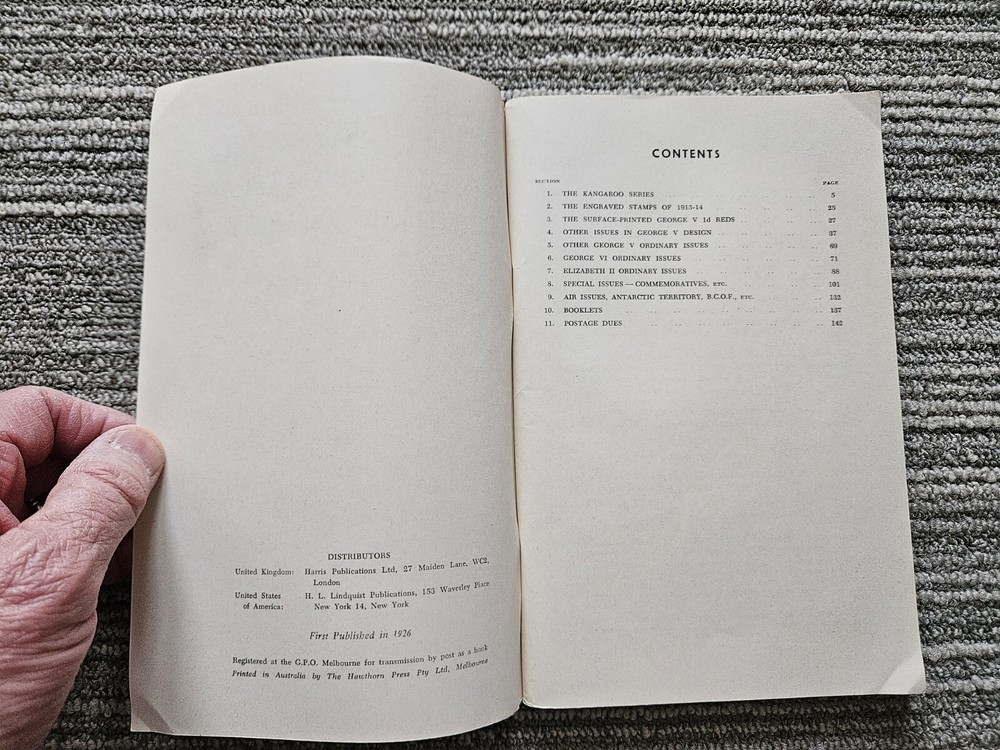 DISTRIBUTORS
United Kingdom: Harris Publications Ltd, 27 Maiden Lane, WC2,
London
United States H. L. Lindquist Publications, 153 Waverley Place
of America: New York 14, New York
First Published in 1926
Registered at the G.P.O. Melbourne for transmission by post as a book
Printed in Australia by The Hawthorn Press Pty Ltd, Melbourne
CONTENTS
SECTION PAGE
1. THE KANGAROO SERIES 5
2. THE ENGRAVED STAMPS OF 1913-14 25
3. THE SURFACE-PRINTED GEORGE V 1d REDS 27
4. OTHER ISSUES IN GEORGE V DESIGN 37
5. OTHER GEORGE V ORDINARY ISSUES 69
6. GEORGE VI ORDINARY ISSUES 71
7. ELIZABETH II ORDINARY ISSUES 88
8. SPECIAL ISSUES — COMMEMORATIVES, ETC. 101
9. AIR ISSUES, ANTARCTIC TERRITORY, B.C.O.F., ETC. 132
10. BOOKLETS 137
11. POSTAGE DUES 142